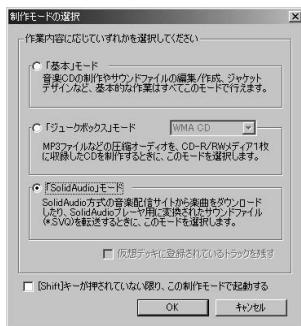 制作モードの選択
作業内容に応じていずれかを選択してください
「基本」モード
音楽CDの制作やサウンドファイルの編集/作成、ジャケット
デザインなど、基本的な作業はすべてこのモードで行えます。
「ジュークボックス」モード
WMA CD
MP3ファイルなどの圧縮オーディオを、CD-R/RWメディア1枚
に収録したCDを制作するときに、このモードを選択します。
「SolidAudio」モード
SolidAudio方式の音楽配信サイトから楽曲をダウンロード
したり、SolidAudioプレーヤ用に変換されたサウンドファイル
(*.SVQ)を転送するときに、このモードを選択します。
仮想デッキに登録されているトラックを残す
[Shift]キーが押されていない限り、この制作モードで起動する
OK
キャンセル